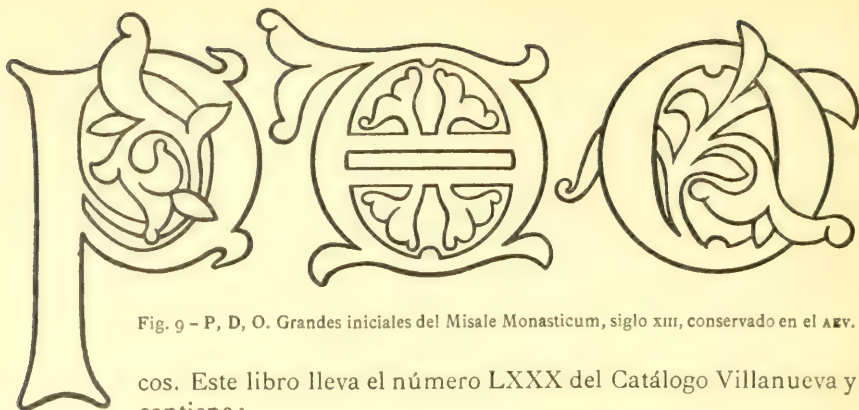 P D O
Fig. 9 – P, D, O. Grandes iniciales del Misale Monasticum, siglo XIII, conservado en el AEV.
cos. Este libro lleva el número LXXX del Catálogo Villanueva y
contiene: